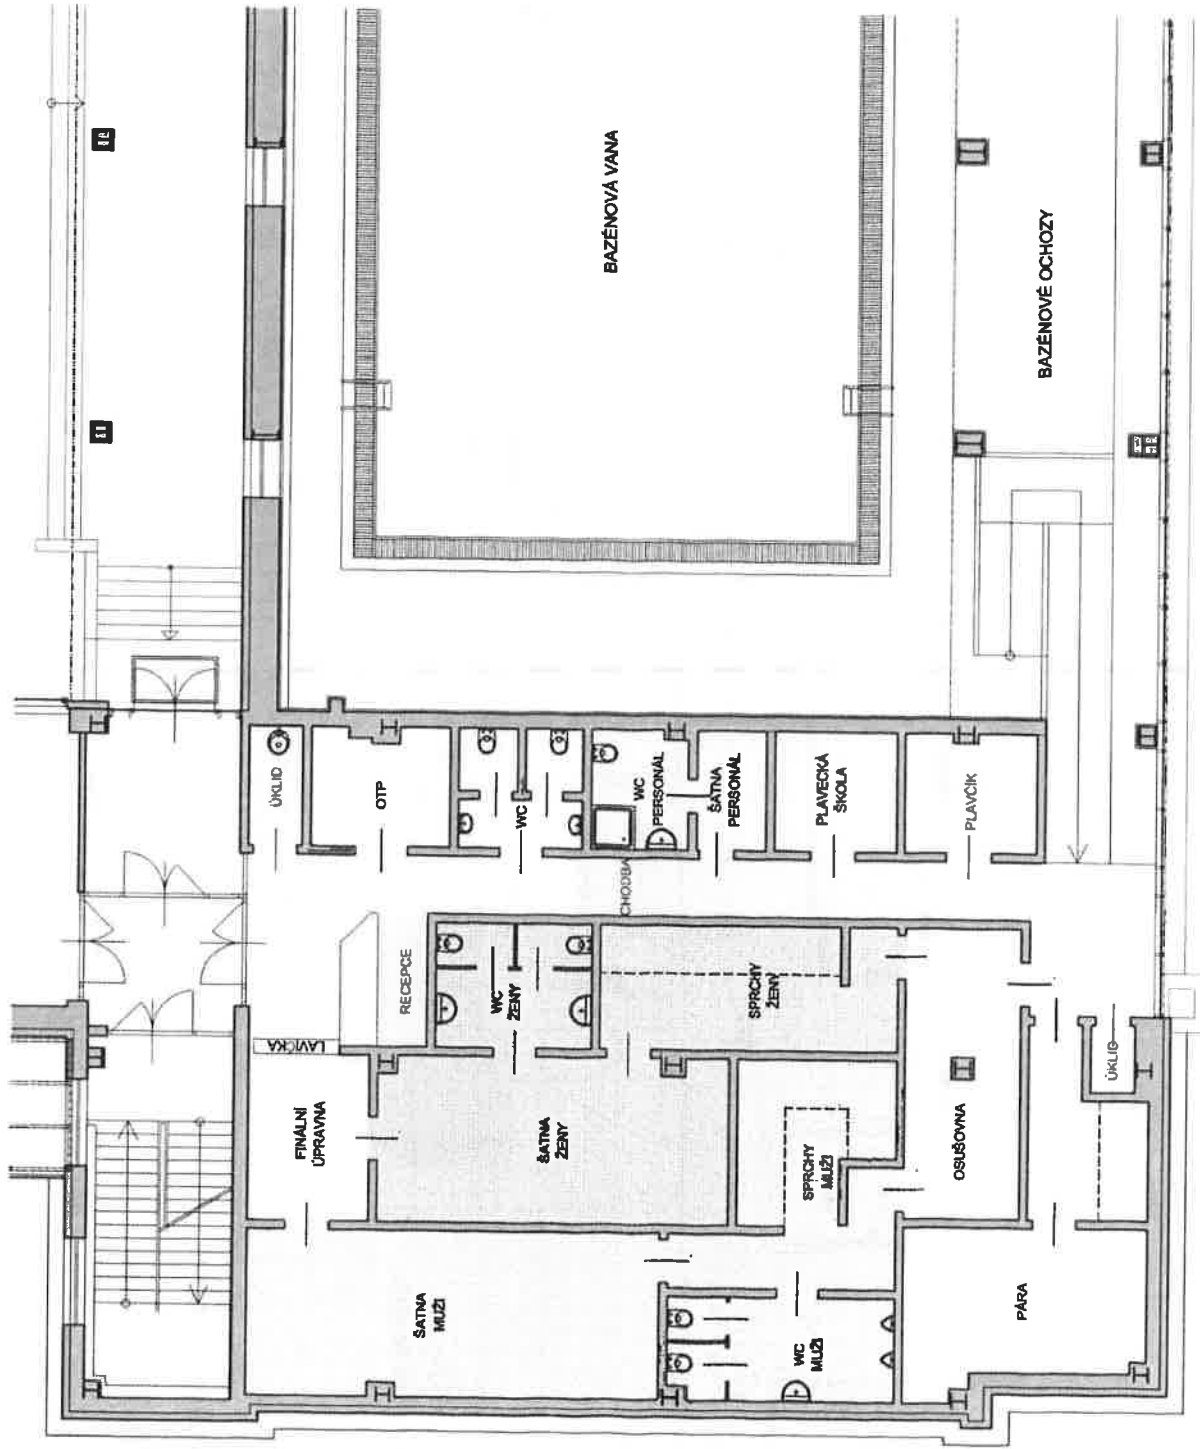 BAZÉNOVÁ VANA
BAZÉNOVÉ OCHOZY
ÚKLID
OTP
WC
WC
PERSONÁL
ŠATNA
PERSONÁL
PLAVECKÁ
ŠKOLA
PLAVČÍK
CHODBA
RECEPCE
WC
ŽENY
SPRCHY
ŽENY
LAVIČKA
FINÁLNÍ
ÚPRAVNA
ŠATNA
ŽENY
SPRCHY
MUŽI
OSUŠOVNA
ÚKLID
ŠATNA
MUŽI
WC
MUŽI
PÁRA